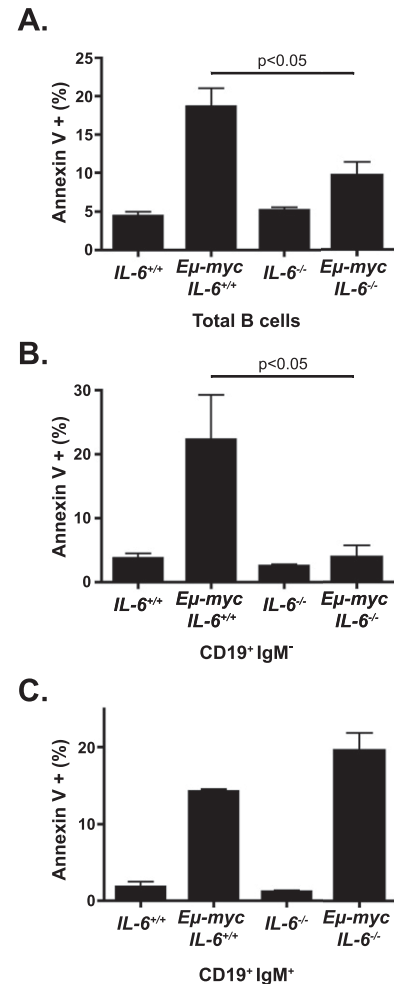 A.
p<0.05
Annexin V + (%)
25
20
15
10
5
0
IL-6+/+
Eμ-myc
IL-6+/+
IL-6-/-
Eμ-myc
IL-6-/-
Total B cells
B.
p<0.05
Annexin V + (%)
30
20
10
0
IL-6+/+
Eμ-myc
IL-6+/+
IL-6-/-
Eμ-myc
IL-6-/-
CD19+ IgM-
C.
Annexin V + (%)
20
10
0
IL-6+/+
Eμ-myc
IL-6+/+
IL-6-/-
Eμ-myc
IL-6-/-
CD19+ IgM+